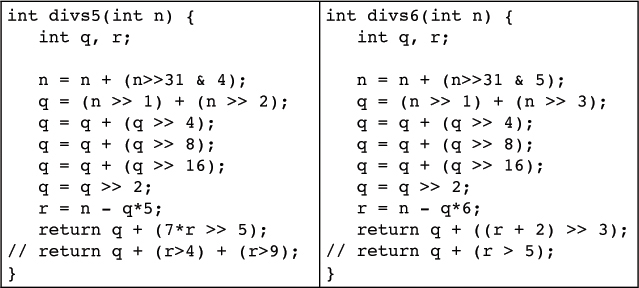 int divs5(int n) {
   int q, r;

   n = n + (n>>31 & 4);
   q = (n >> 1) + (n >> 2);
   q = q + (q >> 4);
   q = q + (q >> 8);
   q = q + (q >> 16);
   q = q >> 2;
   r = n - q*5;
   return q + (7*r >> 5);
// return q + (r>4) + (r>9);
}
int divs6(int n) {
   int q, r;

   n = n + (n>>31 & 5);
   q = (n >> 1) + (n >> 3);
   q = q + (q >> 4);
   q = q + (q >> 8);
   q = q + (q >> 16);
   q = q >> 2;
   r = n - q*6;
   return q + ((r + 2) >> 3);
// return q + (r > 5);
}